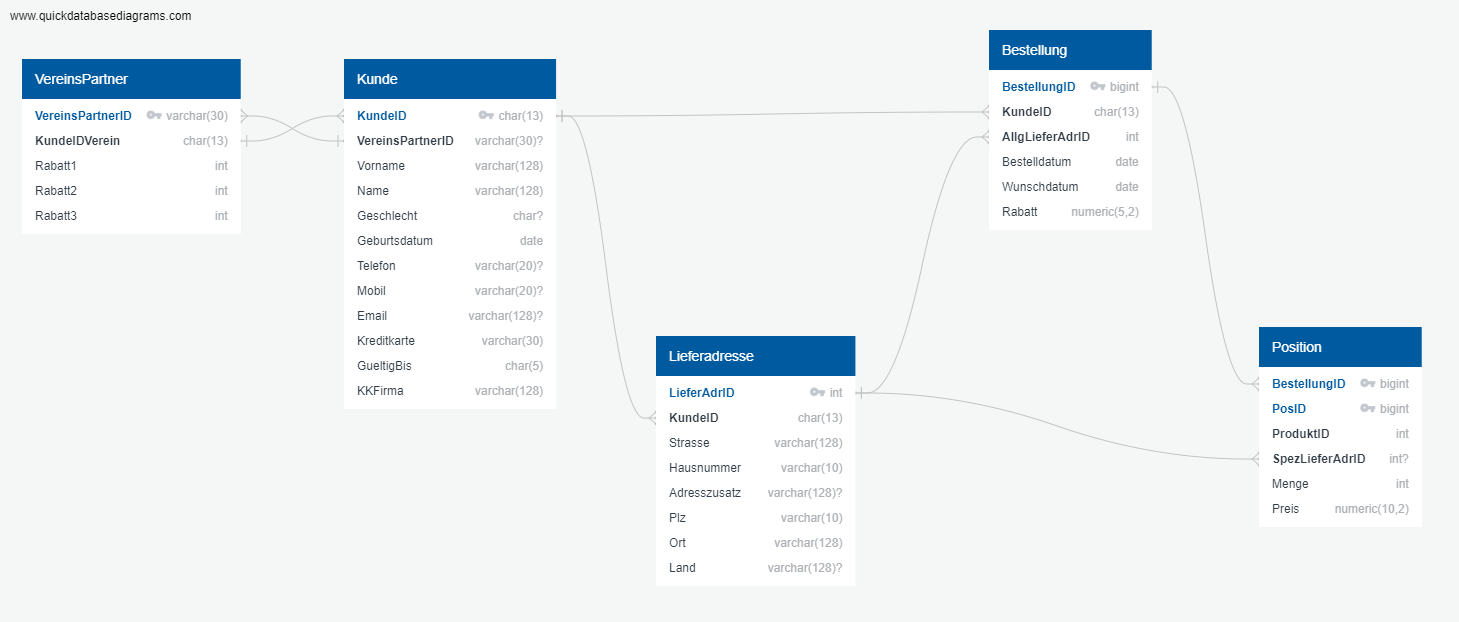 www.quickdatabasediagrams.com
VereinsPartner
VereinsPartnerID varchar(30)
KundeIDVerein char(13)
Rabatt1 int
Rabatt2 int
Rabatt3 int
Kunde
KundeID char(13)
VereinsPartnerID varchar(30)?
Vorname varchar(128)
Name varchar(128)
Geschlecht char?
Geburtsdatum date
Telefon varchar(20)?
Mobil varchar(20)?
Email varchar(128)?
Kreditkarte varchar(30)
GueltigBis char(5)
KKFirma varchar(128)
Lieferadresse
LieferAdrID int
KundeID char(13)
Strasse varchar(128)
Hausnummer varchar(10)
Adresszusatz varchar(128)?
Plz varchar(10)
Ort varchar(128)
Land varchar(128)?
Bestellung
BestellungID bigint
KundeID char(13)
AllgLieferAdrID int
Bestelldatum date
Wunschdatum date
Rabatt numeric(5,2)
Position
BestellungID bigint
PosID bigint
ProduktID int
SpezLieferAdrID int?
Menge int
Preis numeric(10,2)